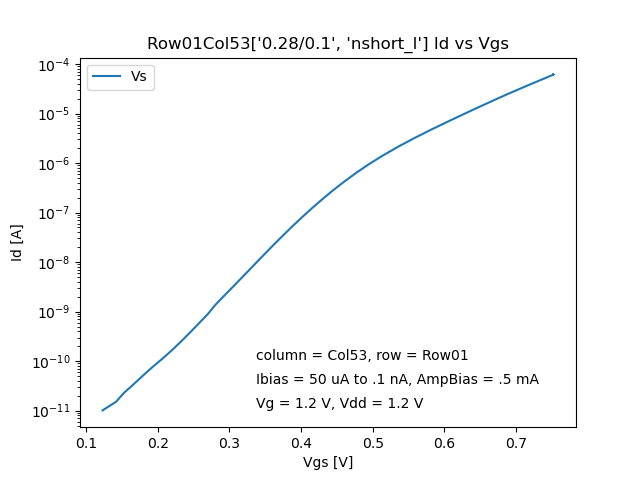 Row01Col53['0.28/0.1', 'nshort_l'] Id vs Vgs
Vs
10⁻⁴
10⁻⁵
10⁻⁶
10⁻⁷
10⁻⁸
10⁻⁹
10⁻¹⁰
10⁻¹¹
Id [A]
column = Col53, row = Row01
Ibias = 50 uA to .1 nA, AmpBias = .5 mA
Vg = 1.2 V, Vdd = 1.2 V
0.1 0.2 0.3 0.4 0.5 0.6 0.7
Vgs [V]